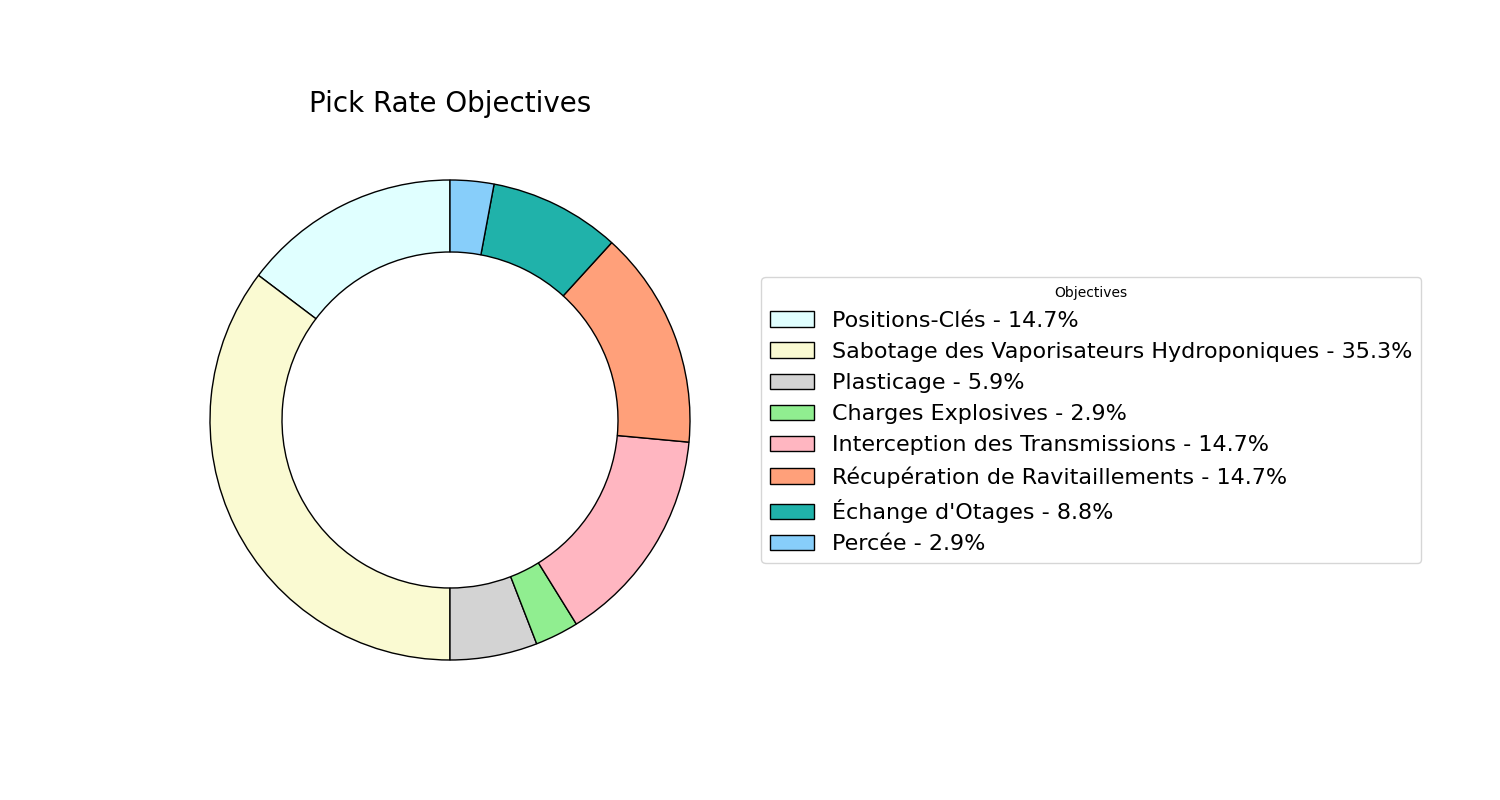 Pick Rate Objectives
Objectives
Positions-Clés - 14.7%
Sabotage des Vaporisateurs Hydroponiques - 35.3%
Plasticage - 5.9%
Charges Explosives - 2.9%
Interception des Transmissions - 14.7%
Récupération de Ravitaillements - 14.7%
Échange d'Otages - 8.8%
Percée - 2.9%